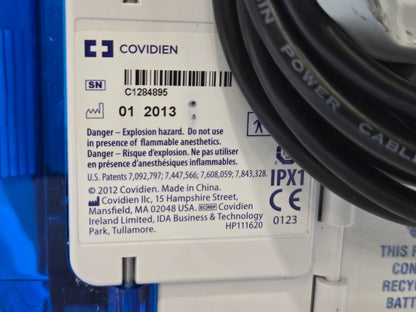 COVIDIEN
SN
C1284895
01 2013
Danger – Explosion hazard. Do not use
in presence of flammable anesthetics.
Danger – Risque d'explosion. Ne pas utiliser
en présence d'anesthésiques inflammables.
U.S. Patents 7,092,797; 7,447,566; 7,608,059; 7,843,328.
IPX1
© 2012 Covidien. Made in China.
Covidien llc, 15 Hampshire Street,
Mansfield, MA 02048 USA. EC REP Covidien
Ireland Limited, IDA Business & Technology
Park, Tullamore.
HP111620
0123
POWER CABLE
THIS
CON
RECYC
BATT